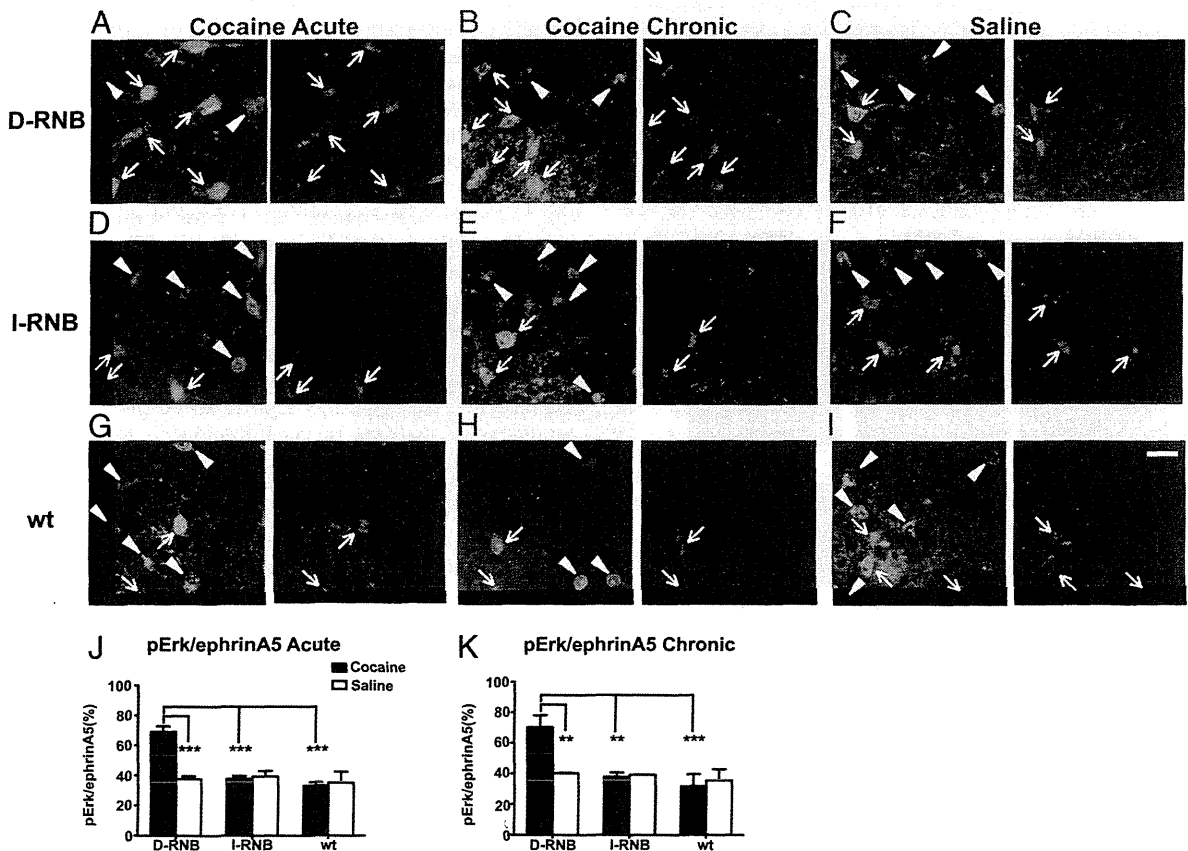 A Cocaine Acute
B Cocaine Chronic
C Saline
D-RNB
D
E
F
I-RNB
G
H
I
wt
J pErk/ephrinA5 Acute
Cocaine
Saline
pErk/ephrinA5(%)
100
80
60
40
20
0
***
***
***
D-RNB I-RNB wt
K pErk/ephrinA5 Chronic
pErk/ephrinA5(%)
100
80
60
40
20
0
**
**
***
D-RNB I-RNB wt